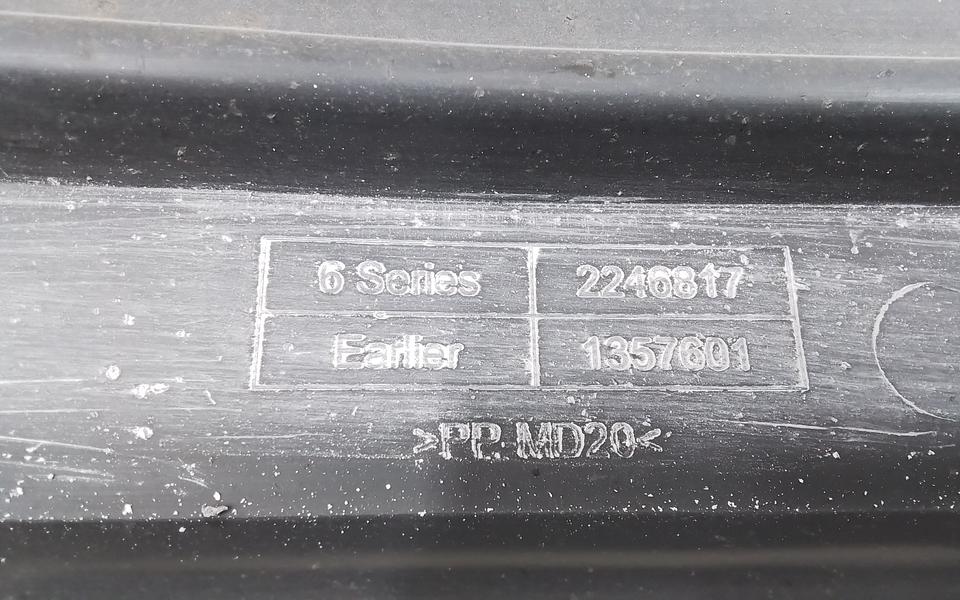 6 Series 2246817
Earlier 1357601
>PP. MD20<